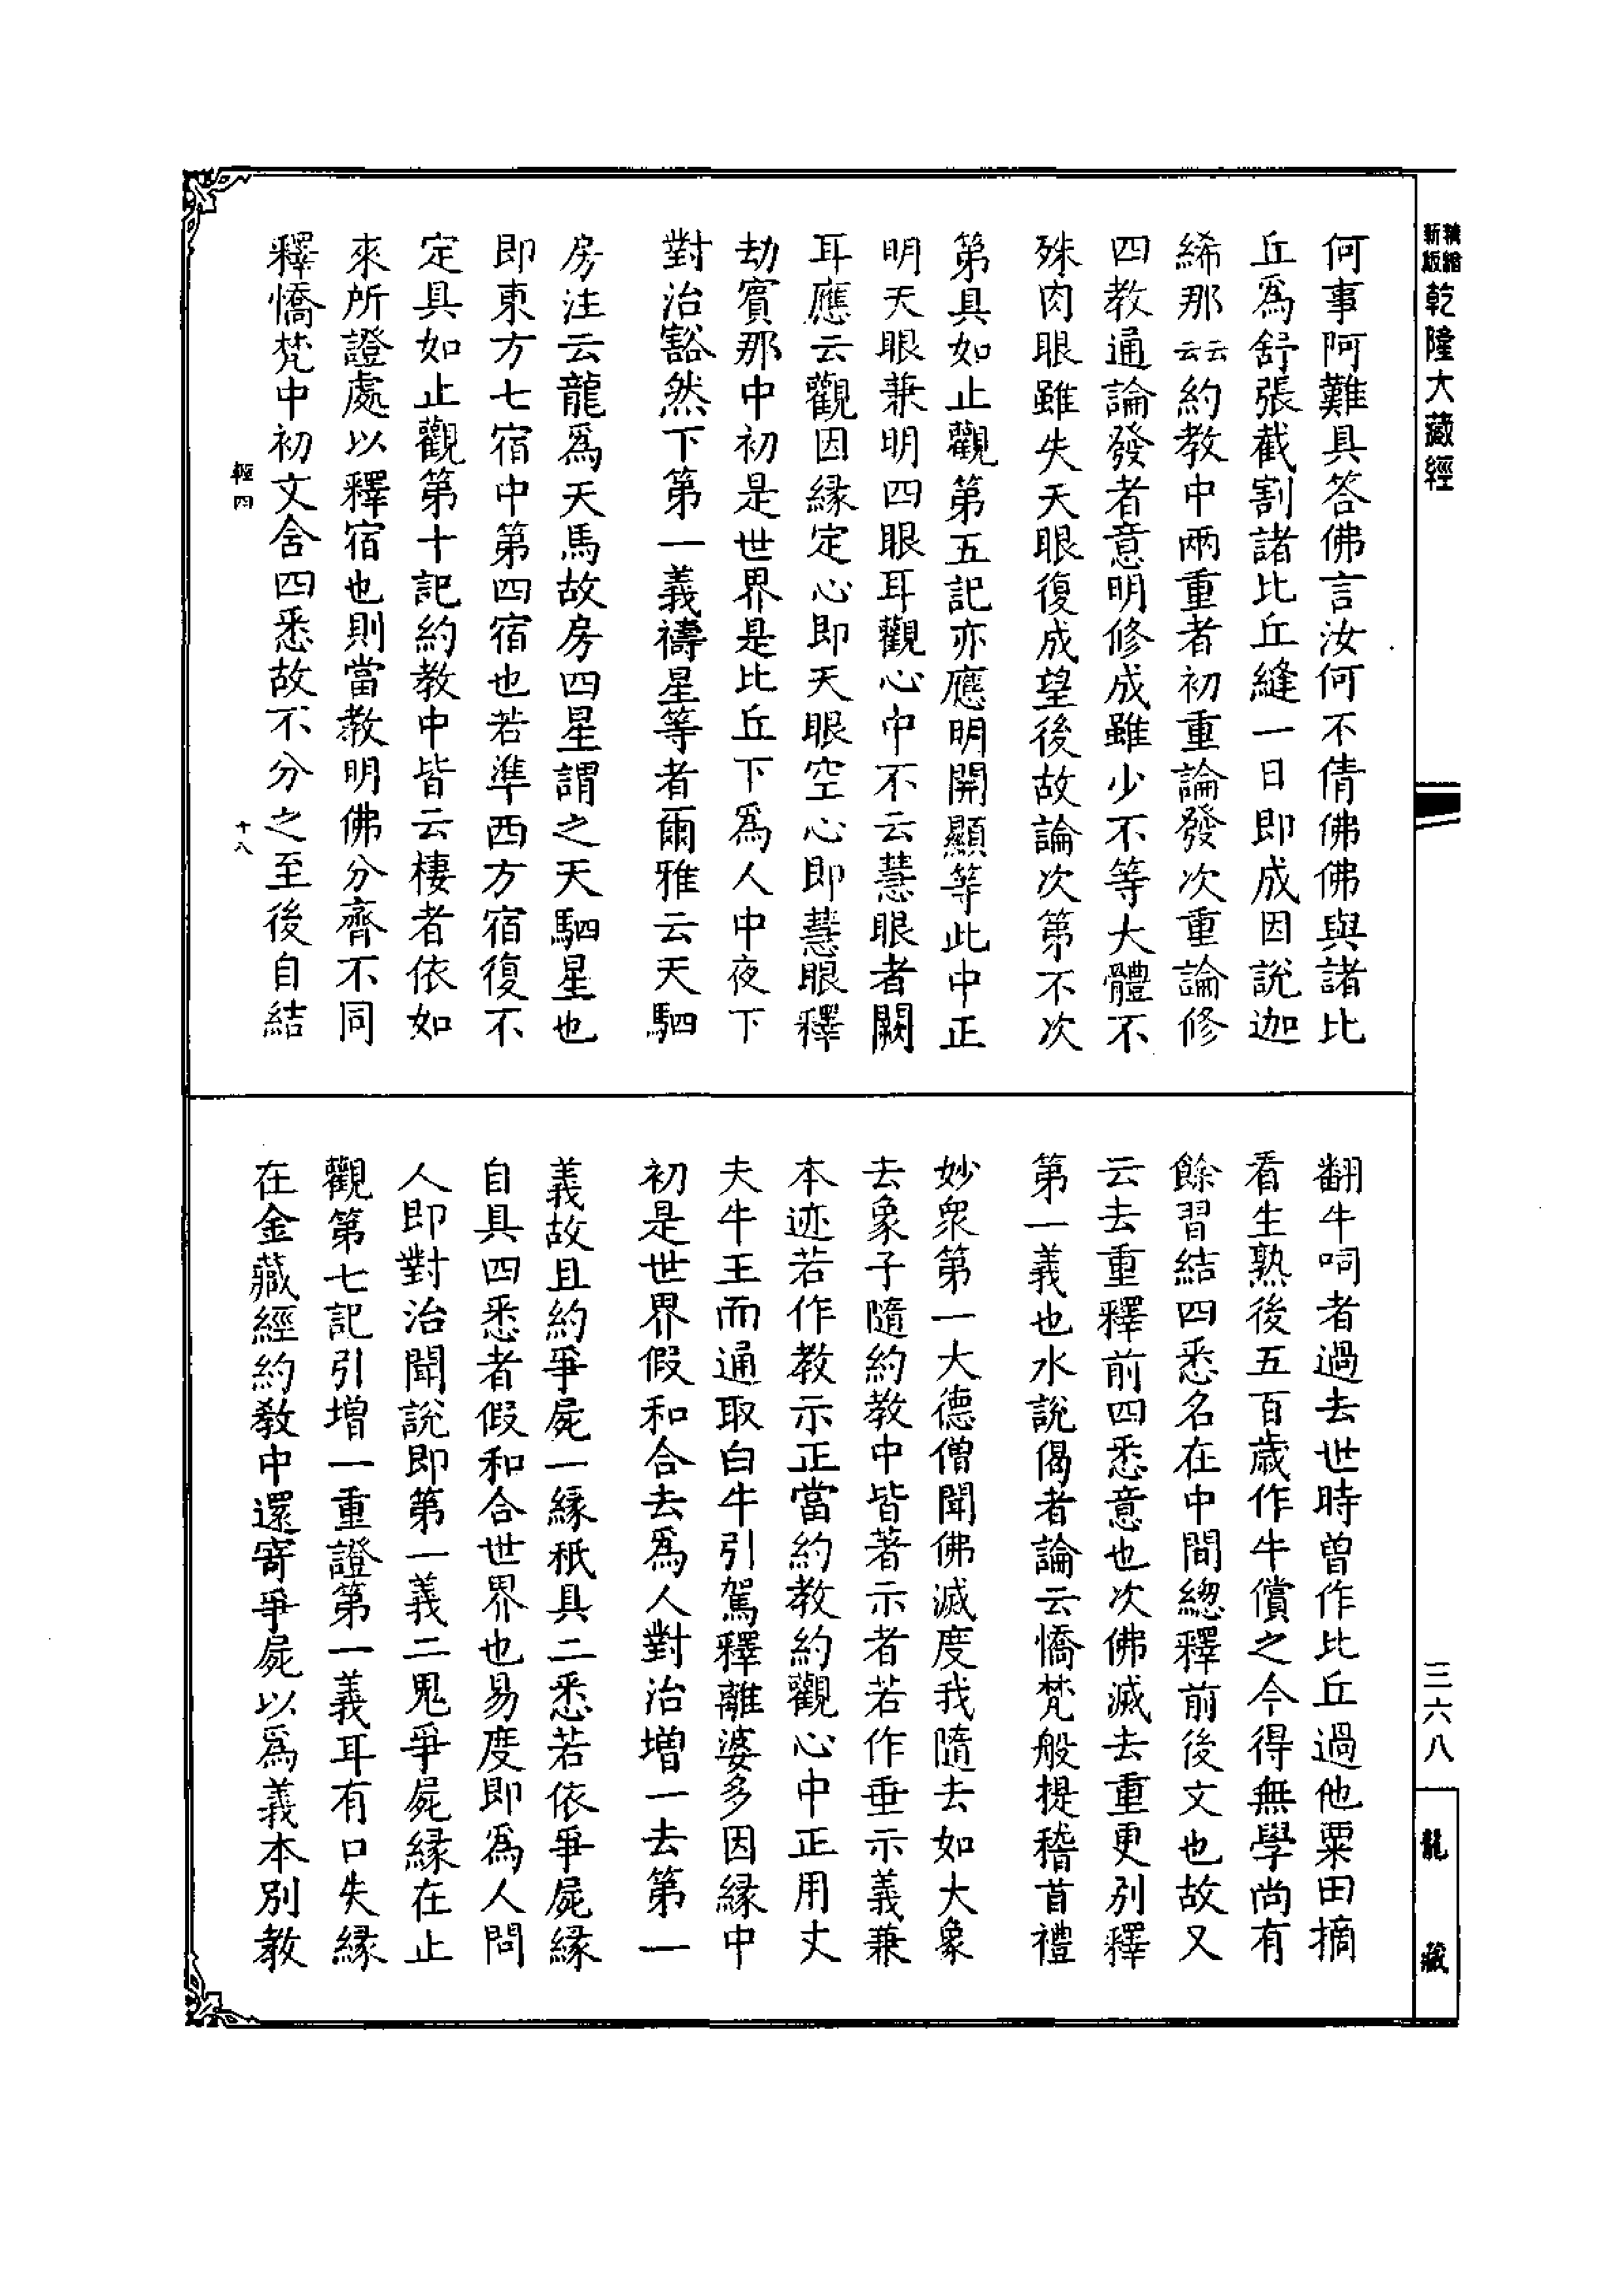 精縮新版乾隆大藏經
何事阿難具答佛言汝何不倩佛佛與諸比
丘為舒張截割諸比丘縫一日即成因說迦
絺那云云約教中兩重者初重論發次重論修
四教通論發者意明修成雖少不等大體不
殊肉眼雖失天眼復成望後故論次第不次
第具如止觀第五記亦應明開顯等此中正
明天眼兼明四眼耳觀心中不云慧眼者闕
耳應云觀因緣定心即天眼空心即慧眼釋
劫賓那中初是世界是比丘下為人中夜下
對治豁然下第一義禱星等者爾雅云天駟
房注云龍為天馬故房四星謂之天駟星也
即東方七宿中第四宿也若準西方宿復不
定具如止觀第十記約教中皆云棲者依如
來所證處以釋宿也則當教明佛分齊不同
釋憍梵中初文含四悉故不分之至後自結
輕四
十八
翻牛呞者過去世時曾作比丘過他粟田摘
看生熟後五百歲作牛償之今得無學尚有
餘習結四悉名在中間總釋前後文也故又
云去重釋前四悉意也次佛滅去重更別釋
第一義也水說偈者論云憍梵般提稽首禮
妙眾第一大德僧聞佛滅度我隨去如大象
去象子隨約教中皆著示者若作垂示義兼
本迹若作教示正當約教約觀心中正用丈
夫牛王而通取白牛引駕釋離婆多因緣中
初是世界假和合去為人對治增一去第一
義故且約爭屍一緣秖具二悉若依爭屍緣
自具四悉者假和合世界也易度即為人問
人即對治聞說即第一義二鬼爭屍緣在止
觀第七記引增一重證第一義耳有口失緣
在金藏經約教中還寄爭屍以為義本別教
三六八
龍藏